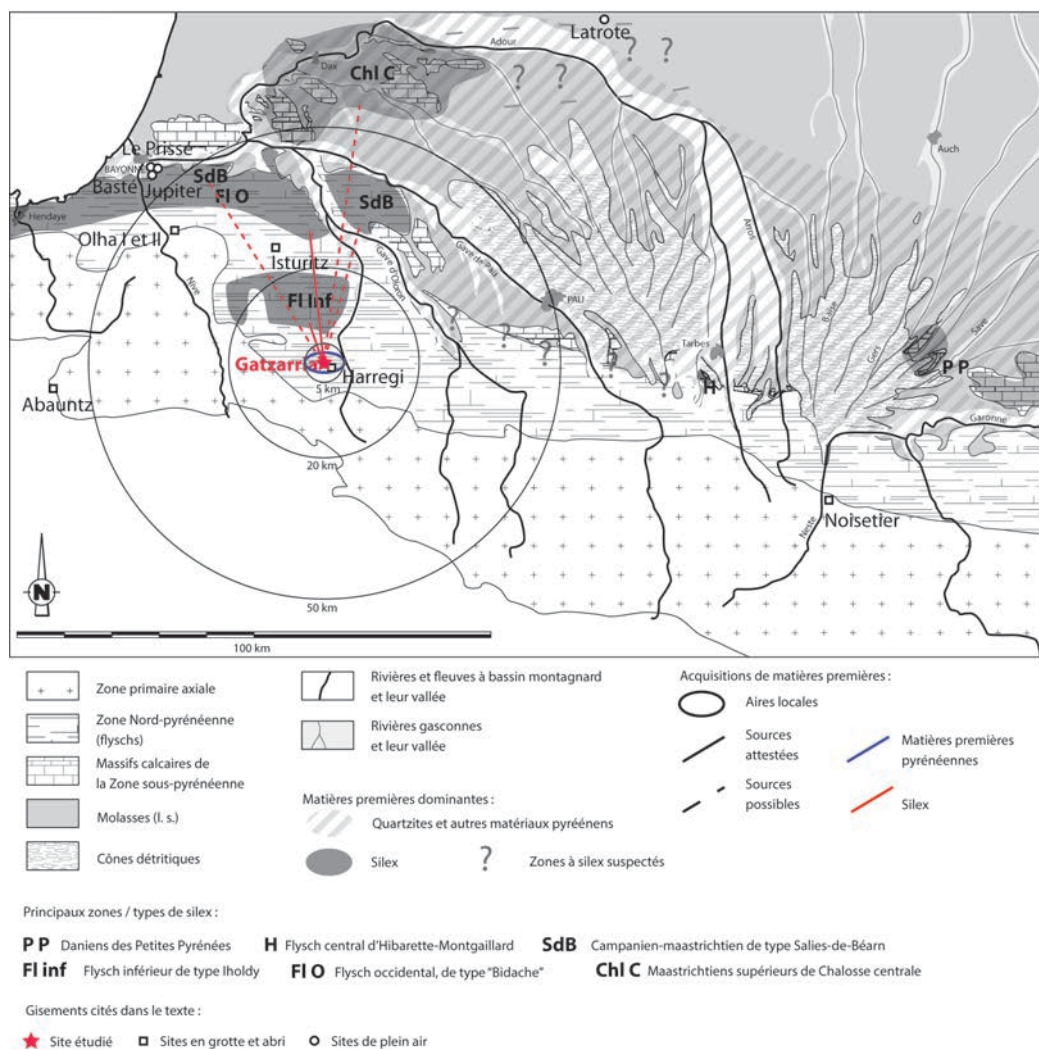 Latrote
Adour
Dax
Chl C
Auch
Le Prissé
BAYONNE
SdB
Basté Jupiter
Fl O
SdB
Hendaye
Olha I et II
Isturitz
Nive
Gave d'Oloron
Gave de Pau
PAU
Arros
Baïse
Gers
Save
Fl Inf
Tarbes
Gatzarria
Harregi
5 km
H
P P
Abauntz
Garonne
20 km
Noisetier
Neste
N
50 km
100 km
Zone primaire axiale
Zone Nord-pyrénéenne
(flyschs)
Massifs calcaires de
la Zone sous-pyrénéenne
Molasses (l. s.)
Cônes détritiques
Rivières et fleuves à bassin montagnard
et leur vallée
Rivières gasconnes
et leur vallée
Matières premières dominantes :
Quartzites et autres matériaux pyréénens
Silex
? Zones à silex suspectés
Acquisitions de matières premières :
Aires locales
Sources
attestées
Matières premières
pyrénéennes
Sources
possibles
Silex
Principaux zones / types de silex :
P P Daniens des Petites Pyrénées
H Flysch central d'Hibarette-Montgaillard
SdB Campanien-maastrichtien de type Salies-de-Béarn
Fl inf Flysch inférieur de type Iholdy
Fl O Flysch occidental, de type "Bidache"
Chl C Maastrichtiens supérieurs de Chalosse centrale
Gisements cités dans le texte :
Site étudié
Sites en grotte et abri
Sites de plein air